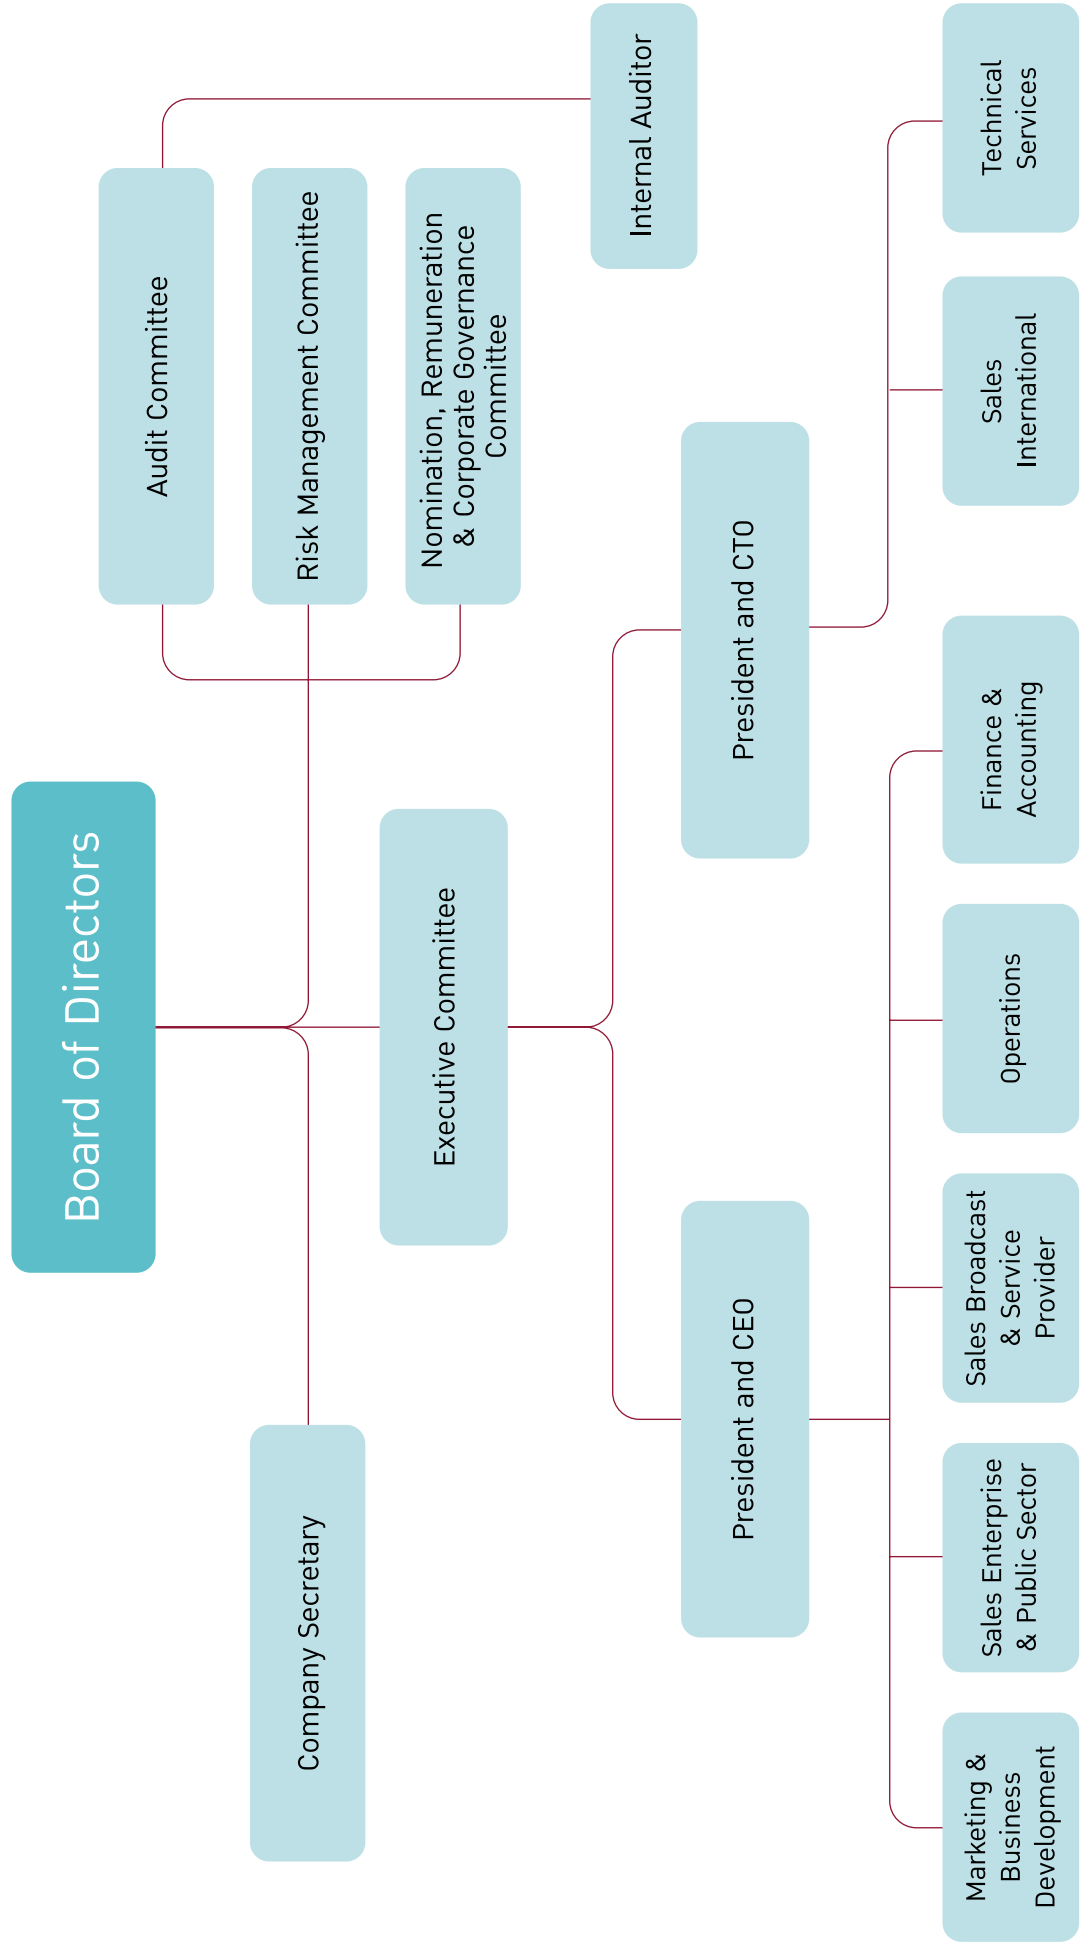 Board of Directors
Audit Committee
Risk Management Committee
Nomination, Remuneration
& Corporate Governance
Committee
Company Secretary
Executive Committee
Internal Auditor
President and CEO
President and CTO
Marketing &
Business
Development
Sales Enterprise
& Public Sector
Sales Broadcast
& Service
Provider
Operations
Finance &
Accounting
Sales
International
Technical
Services